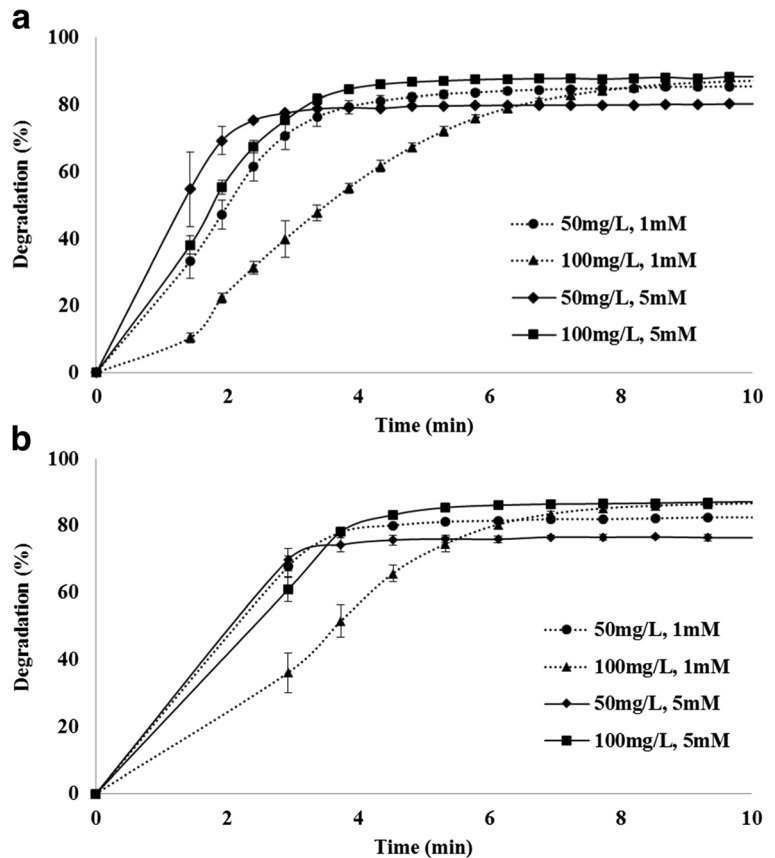 a
100
80
60
40
20
0
Degradation (%)
50mg/L, 1mM
100mg/L, 1mM
50mg/L, 5mM
100mg/L, 5mM
0 2 4 6 8 10
Time (min)
b
100
80
60
40
20
0
Degradation (%)
50mg/L, 1mM
100mg/L, 1mM
50mg/L, 5mM
100mg/L, 5mM
0 2 4 6 8 10
Time (min)